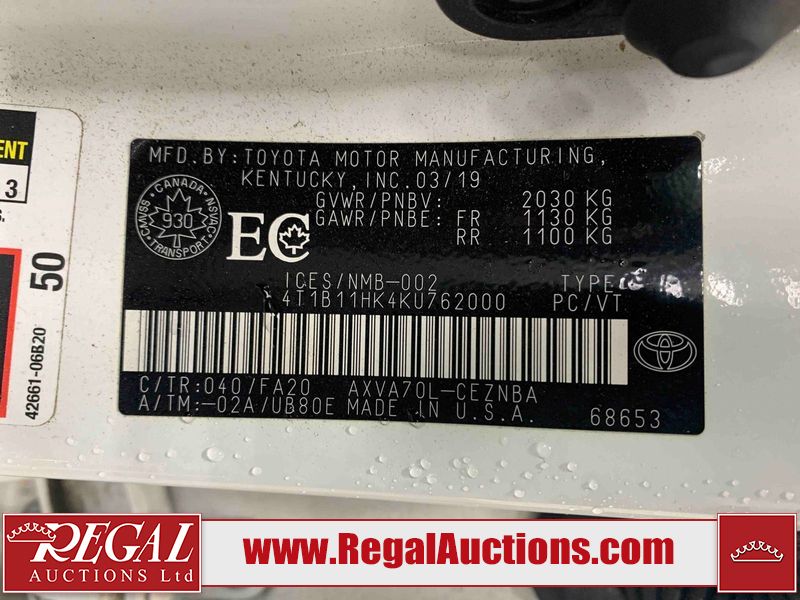 MFD. BY: TOYOTA MOTOR MANUFACTURING,
KENTUCKY, INC. 03/19
GVWR/PNBV: 2030 KG
GAWR/PNBE: FR 1130 KG
RR 1100 KG
CANADA
CMVSS NSVAC
930
TRANSPORT
EC
ICES/NMB-002 TYPE:
4T1B11HK4KU762000 PC/VT
C/TR:040/FA20 AXVA70L-CEZNBA
A/TM:-02A/UB80E MADE IN U.S.A. 68653
ENT
3
S.
50
42661-06B20
REGAL
AUCTIONS Ltd
www.RegalAuctions.com